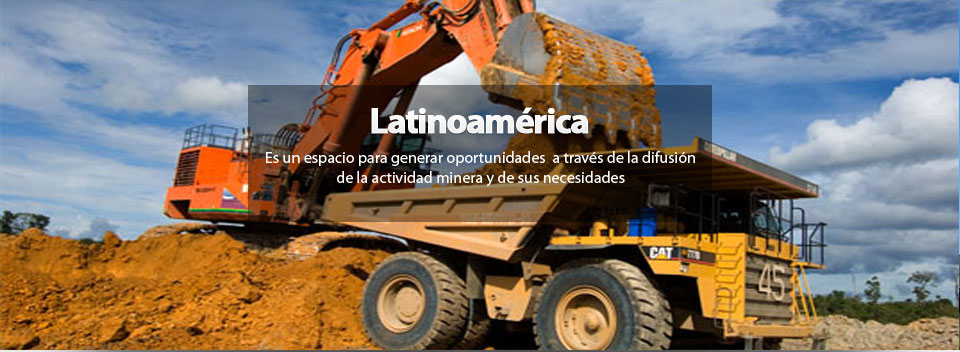 Latinoamérica
Es un espacio para generar oportunidades a través de la difusión
de la actividad minera y de sus necesidades
CAT
777D
45